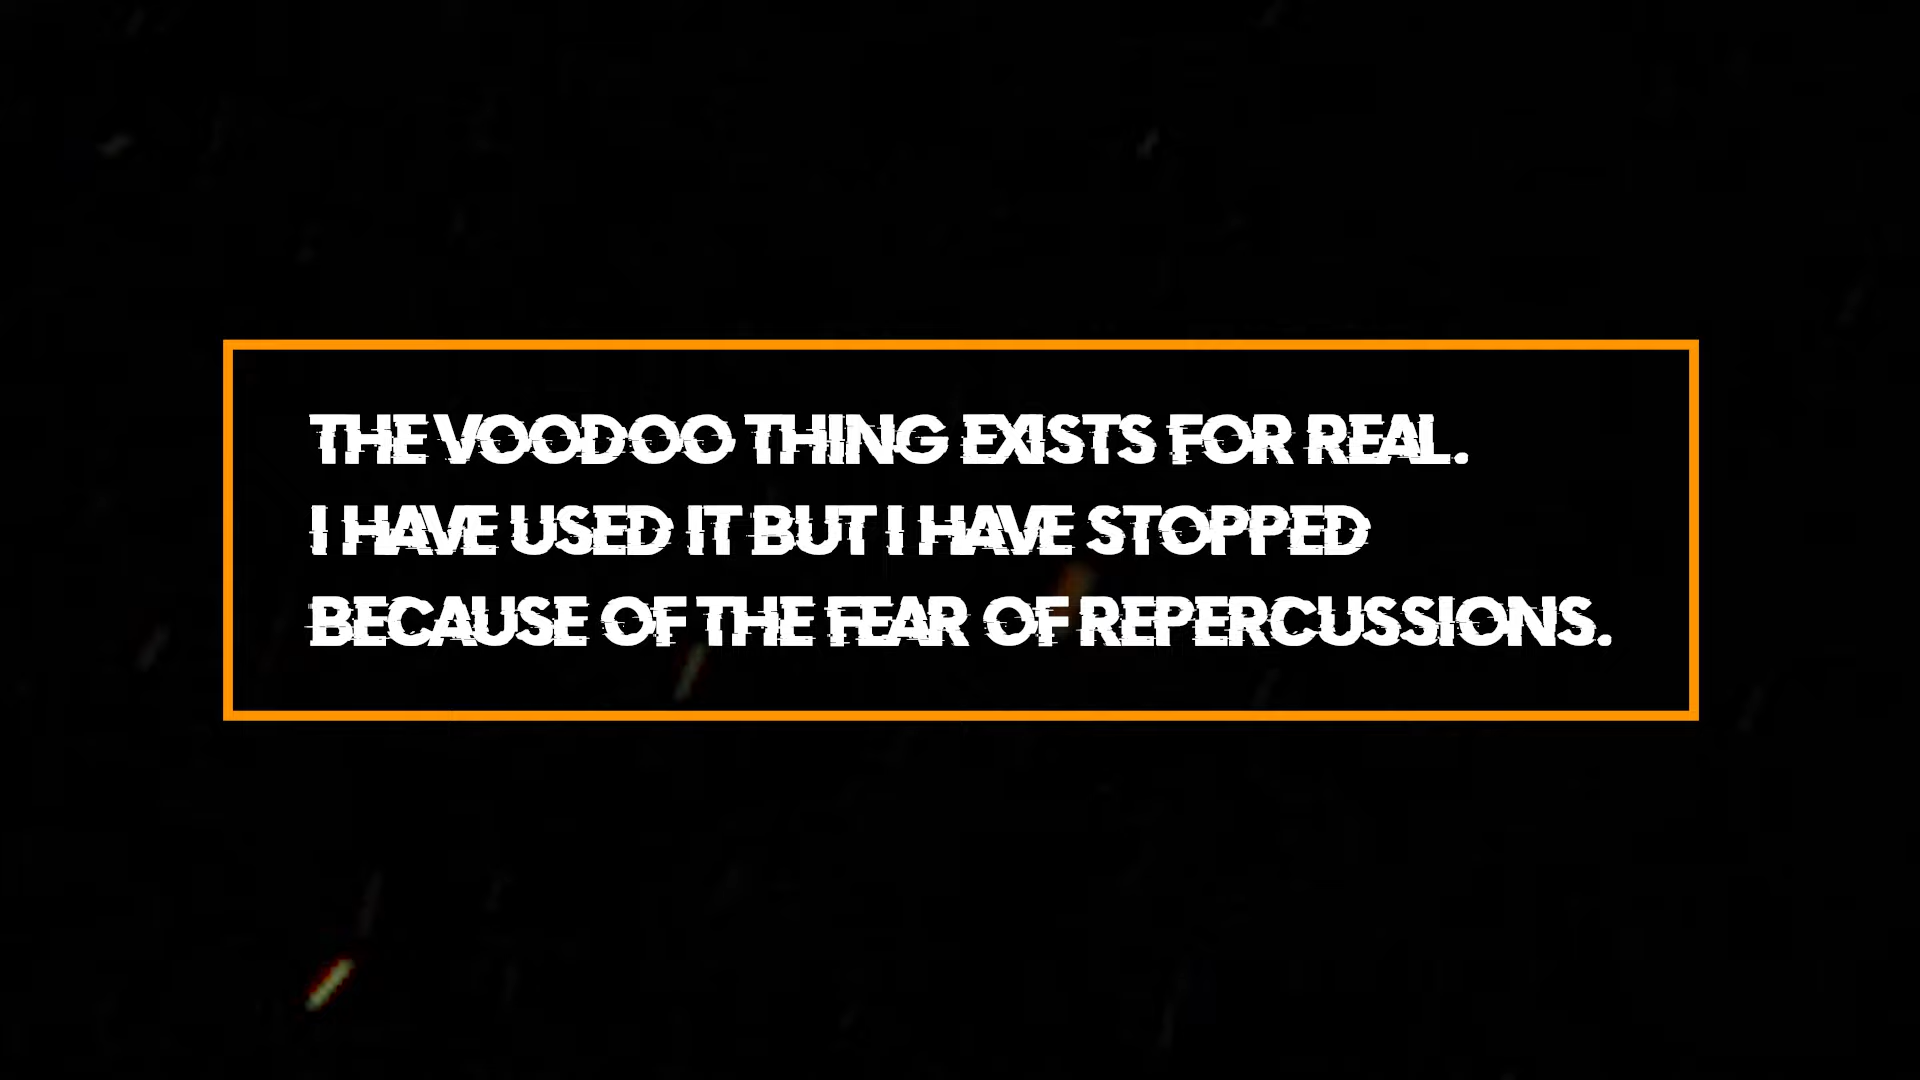 THE VOODOO THING EXISTS FOR REAL.
I HAVE USED IT BUT I HAVE STOPPED
BECAUSE OF THE FEAR OF REPERCUSSIONS.